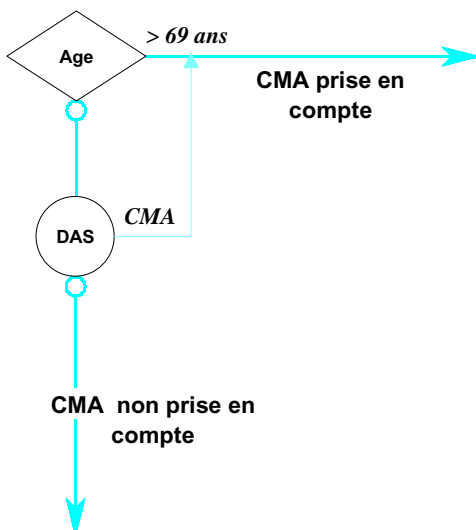 > 69 ans
Age
CMA prise en
compte
CMA
DAS
CMA non prise en
compte